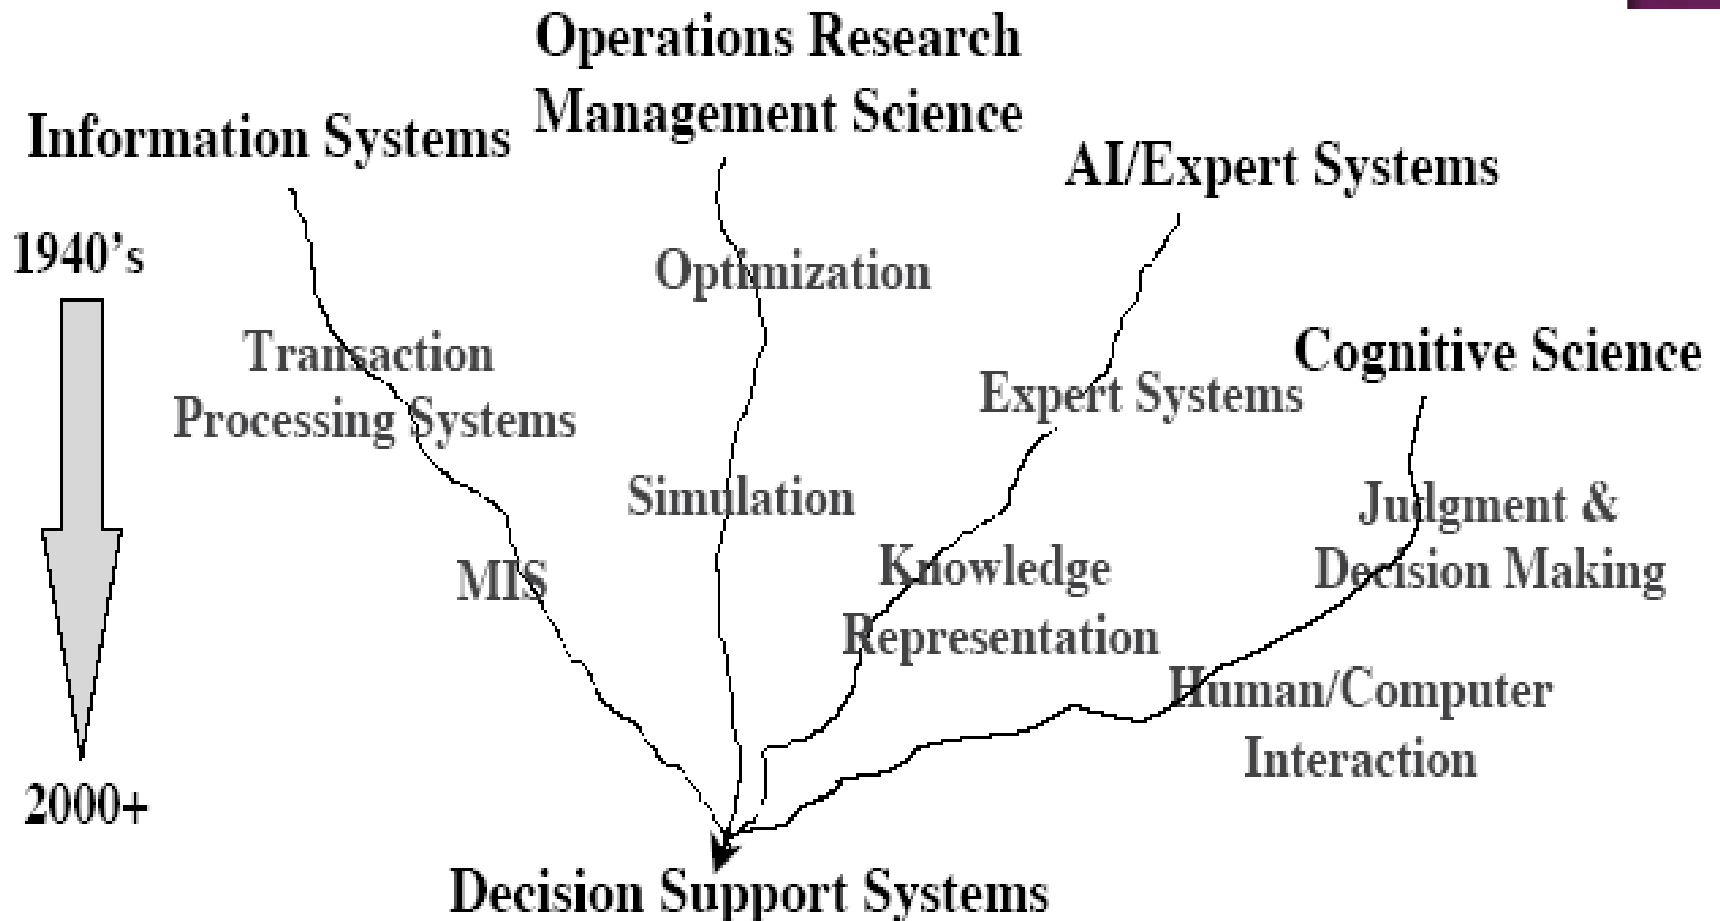 Operations Research
Management Science
Information Systems
AI/Expert Systems
1940's
Optimization
Transaction
Processing Systems
Cognitive Science
Expert Systems
Simulation
Judgment &
Decision Making
MIS
Knowledge
Representation
Human/Computer
Interaction
2000+
Decision Support Systems